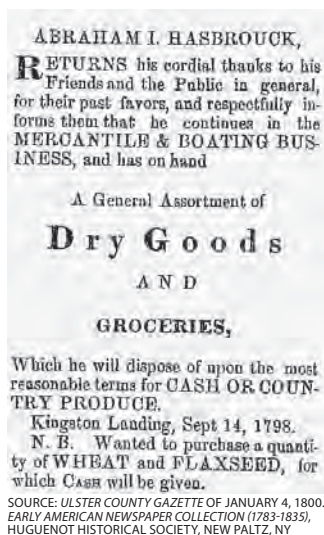 ABRAHAM I. HASBROUCK,
RETURNS his cordial thanks to his
Friends and the Public in general,
for their past favors, and respectfully in-
forms them that he continues in the
MERCANTILE & BOATING BUS-
INESS, and has on hand
A General Assortment of
Dry Goods
AND
GROCERIES,
Which he will dispose of upon the most
reasonable terms for CASH OR COUN-
TRY PRODUCE.
Kingston Landing, Sept 14, 1798.
N. B. Wanted to purchase a quanti-
ty of WHEAT and FLAXSEED, for
which CASH will be given.
SOURCE: ULSTER COUNTY GAZETTE OF JANUARY 4, 1800.
EARLY AMERICAN NEWSPAPER COLLECTION (1783-1835),
HUGUENOT HISTORICAL SOCIETY, NEW PALTZ, NY